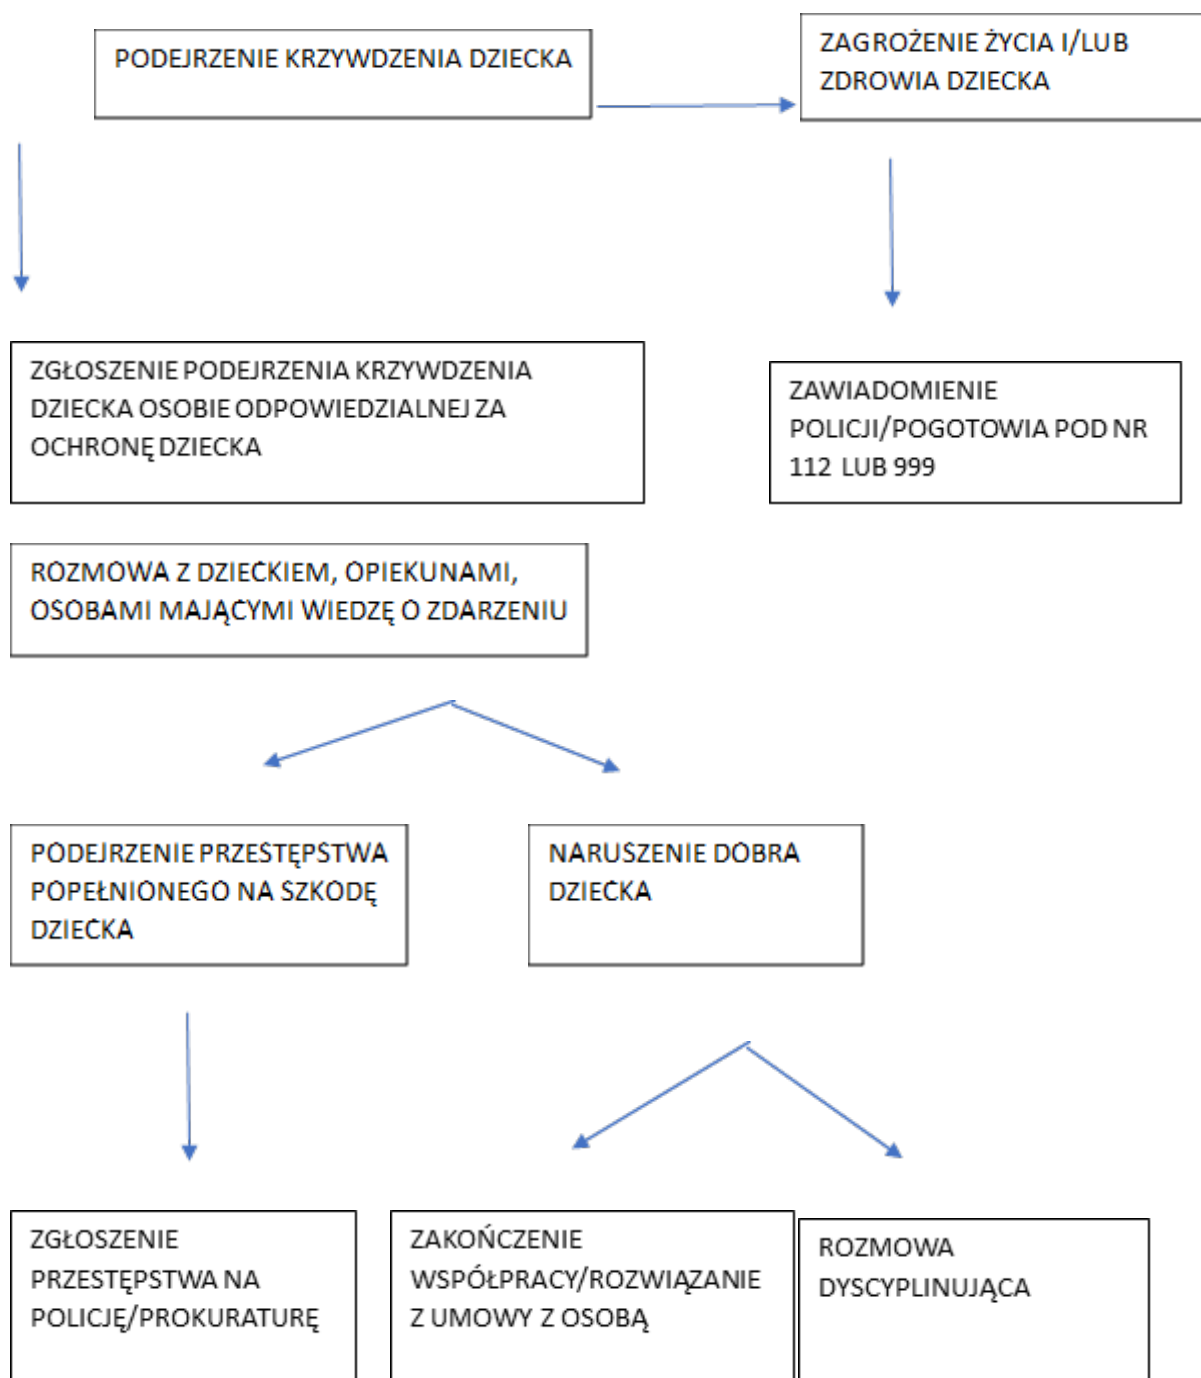 PODEJRZENIE KRZYWDZENIA DZIECKA
ZAGROŻENIE ŻYCIA I/LUB
ZDROWIA DZIECKA
ZGŁOSZENIE PODEJRZENIA KRZYWDZENIA
DZIECKA OSOBIE ODPOWIEDZIALNEJ ZA
OCHRONĘ DZIECKA
ZAWIADOMIENIE
POLICJI/POGOTOWIA POD NR
112 LUB 999
ROZMOWA Z DZIECKIEM, OPIEKUNAMI,
OSOBAMI MAJĄCYMI WIEDZĘ O ZDARZENIU
PODEJRZENIE PRZESTĘPSTWA
POPEŁNIONEGO NA SZKODĘ
DZIECKA
NARUSZENIE DOBRA
DZIECKA
ZGŁOSZENIE
PRZESTĘPSTWA NA
POLICJĘ/PROKURATURĘ
ZAKOŃCZENIE
WSPÓŁPRACY/ROZWIĄZANIE
Z UMOWY Z OSOBĄ
ROZMOWA
DYSCYPLINUJĄCA